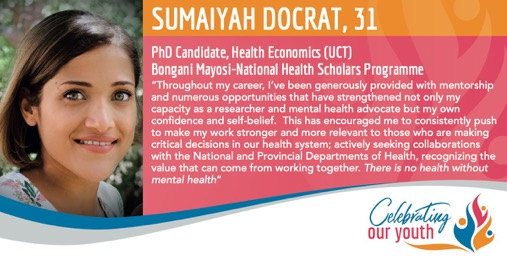 SUMAIYAH DOCRAT, 31
PhD Candidate, Health Economics (UCT)
Bongani Mayosi-National Health Scholars Programme
“Throughout my career, I’ve been generously provided with mentorship
and numerous opportunities that have strengthened not only my
capacity as a researcher and mental health advocate but my own
confidence and self-belief.  This has encouraged me to consistently push
to make my work stronger and more relevant to those who are making
critical decisions in our health system; actively seeking collaborations
with the National and Provincial Departments of Health, recognizing the
value that can come from working together. There is no health without
mental health“
Celebrating
our youth